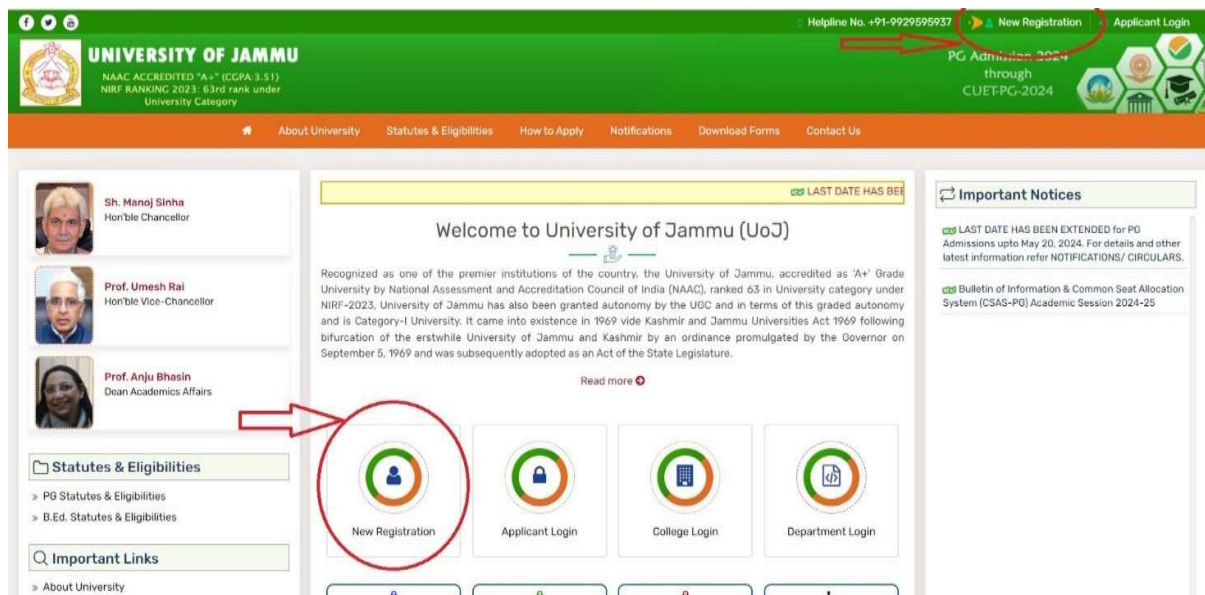 Helpline No. +91-9929595937
New Registration
Applicant Login
UNIVERSITY OF JAMMU
NAAC ACCREDITED "A+" (CGPA:3.51)
NIRF RANKING 2023: 63rd rank under
University Category
PG Admission 2024
through
CUET-PG-2024
About University
Statutes & Eligibilities
How to Apply
Notifications
Download Forms
Contact Us
Sh. Manoj Sinha
Hon'ble Chancellor
Prof. Umesh Rai
Hon'ble Vice-Chancellor
Prof. Anju Bhasin
Dean Academics Affairs
Statutes & Eligibilities
» PG Statutes & Eligibilities
» B.Ed. Statutes & Eligibilities
Important Links
» About University
LAST DATE HAS BEE
Welcome to University of Jammu (UoJ)
Recognized as one of the premier institutions of the country, the University of Jammu, accredited as 'A+' Grade
University by National Assessment and Accreditation Council of India (NAAC), ranked 63 in University category under
NIRF-2023, University of Jammu has also been granted autonomy by the UGC and in terms of this graded autonomy
and is Category-I University. It came into existence in 1969 vide Kashmir and Jammu Universities Act 1969 following
bifurcation of the erstwhile University of Jammu and Kashmir by an ordinance promulgated by the Governor on
September 5, 1969 and was subsequently adopted as an Act of the State Legislature.
Read more
New Registration
Applicant Login
College Login
Department Login
Important Notices
LAST DATE HAS BEEN EXTENDED for PG
Admissions upto May 20, 2024. For details and other
latest information refer NOTIFICATIONS/ CIRCULARS.
Bulletin of Information & Common Seat Allocation
System (CSAS-PG) Academic Session 2024-25